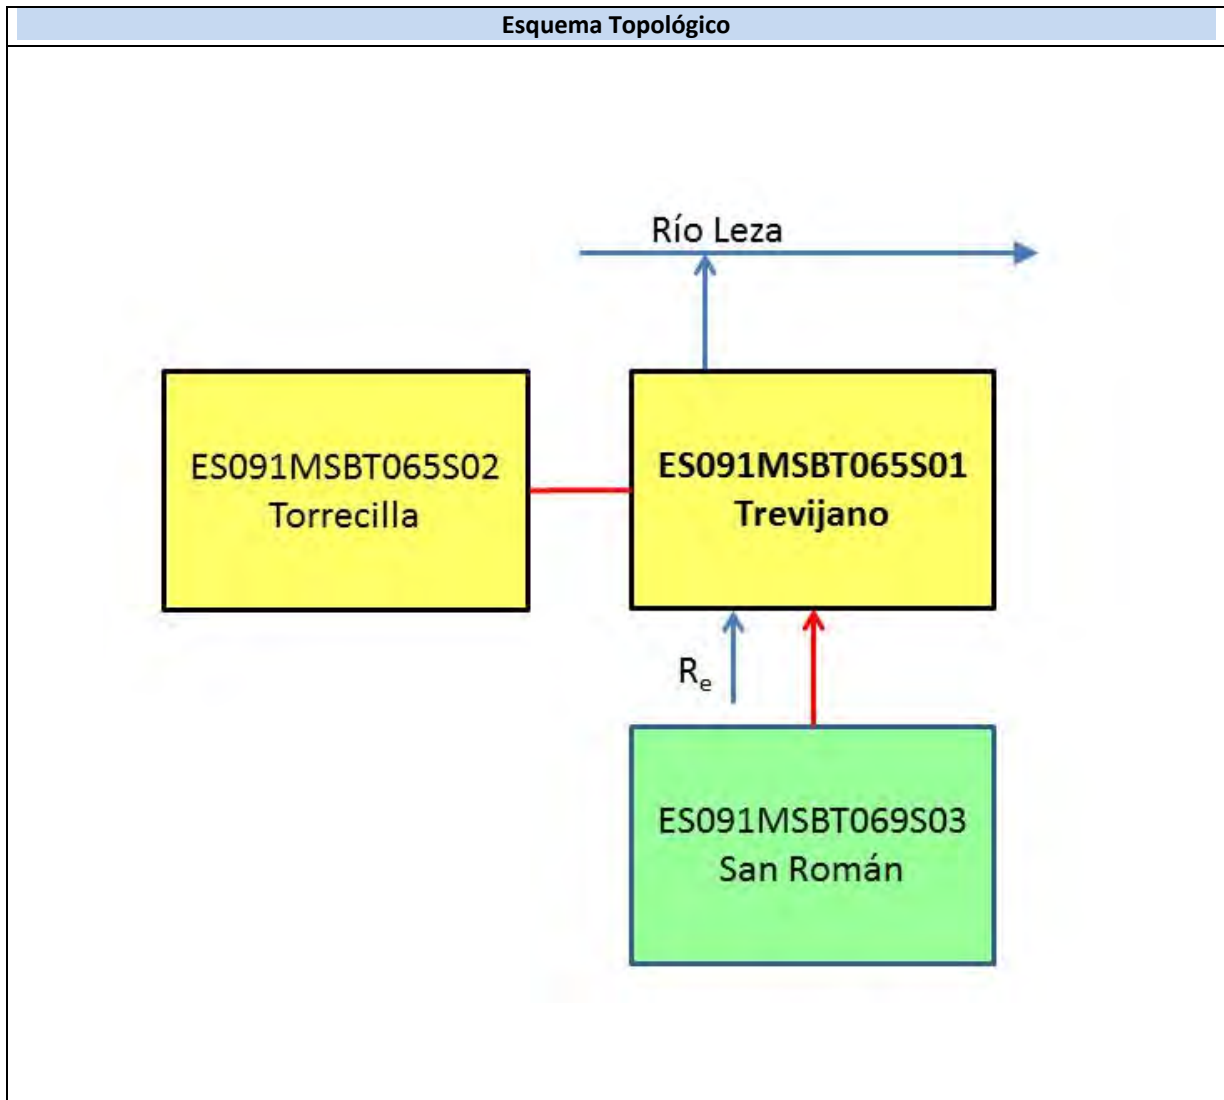 Esquema Topológico
Río Leza
ES091MSBT065S02
Torrecilla
ES091MSBT065S01
Trevijano
Re
ES091MSBT069S03
San Román